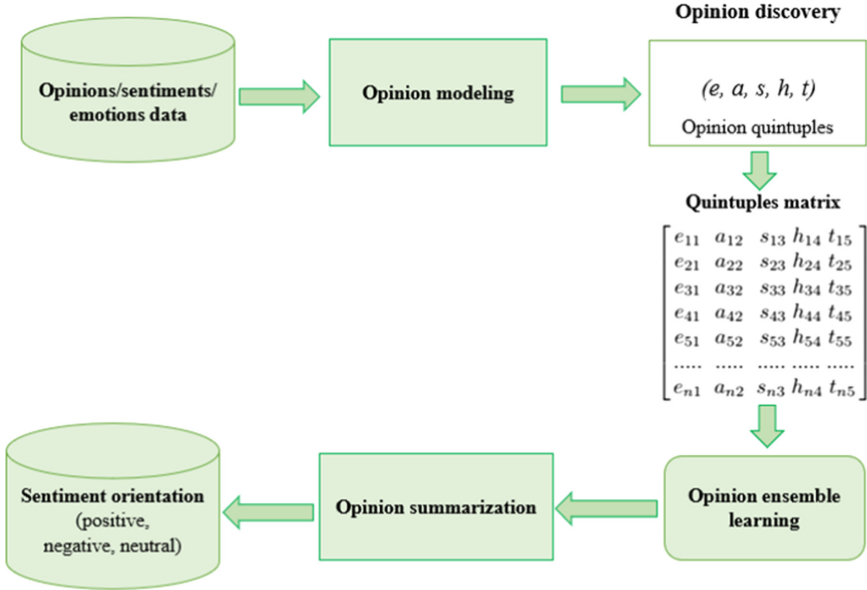 Opinion discovery
Opinions/sentiments/
emotions data
Opinion modeling
(e, a, s, h, t)
Opinion quintuples
Quintuples matrix
e11 a12 s13 h14 t15
e21 a22 s23 h24 t25
e31 a32 s33 h34 t35
e41 a42 s43 h44 t45
e51 a52 s53 h54 t55
..... ..... ..... ..... .....
en1 an2 sn3 hn4 tn5
Opinion ensemble
learning
Opinion summarization
Sentiment orientation
(positive,
negative, neutral)